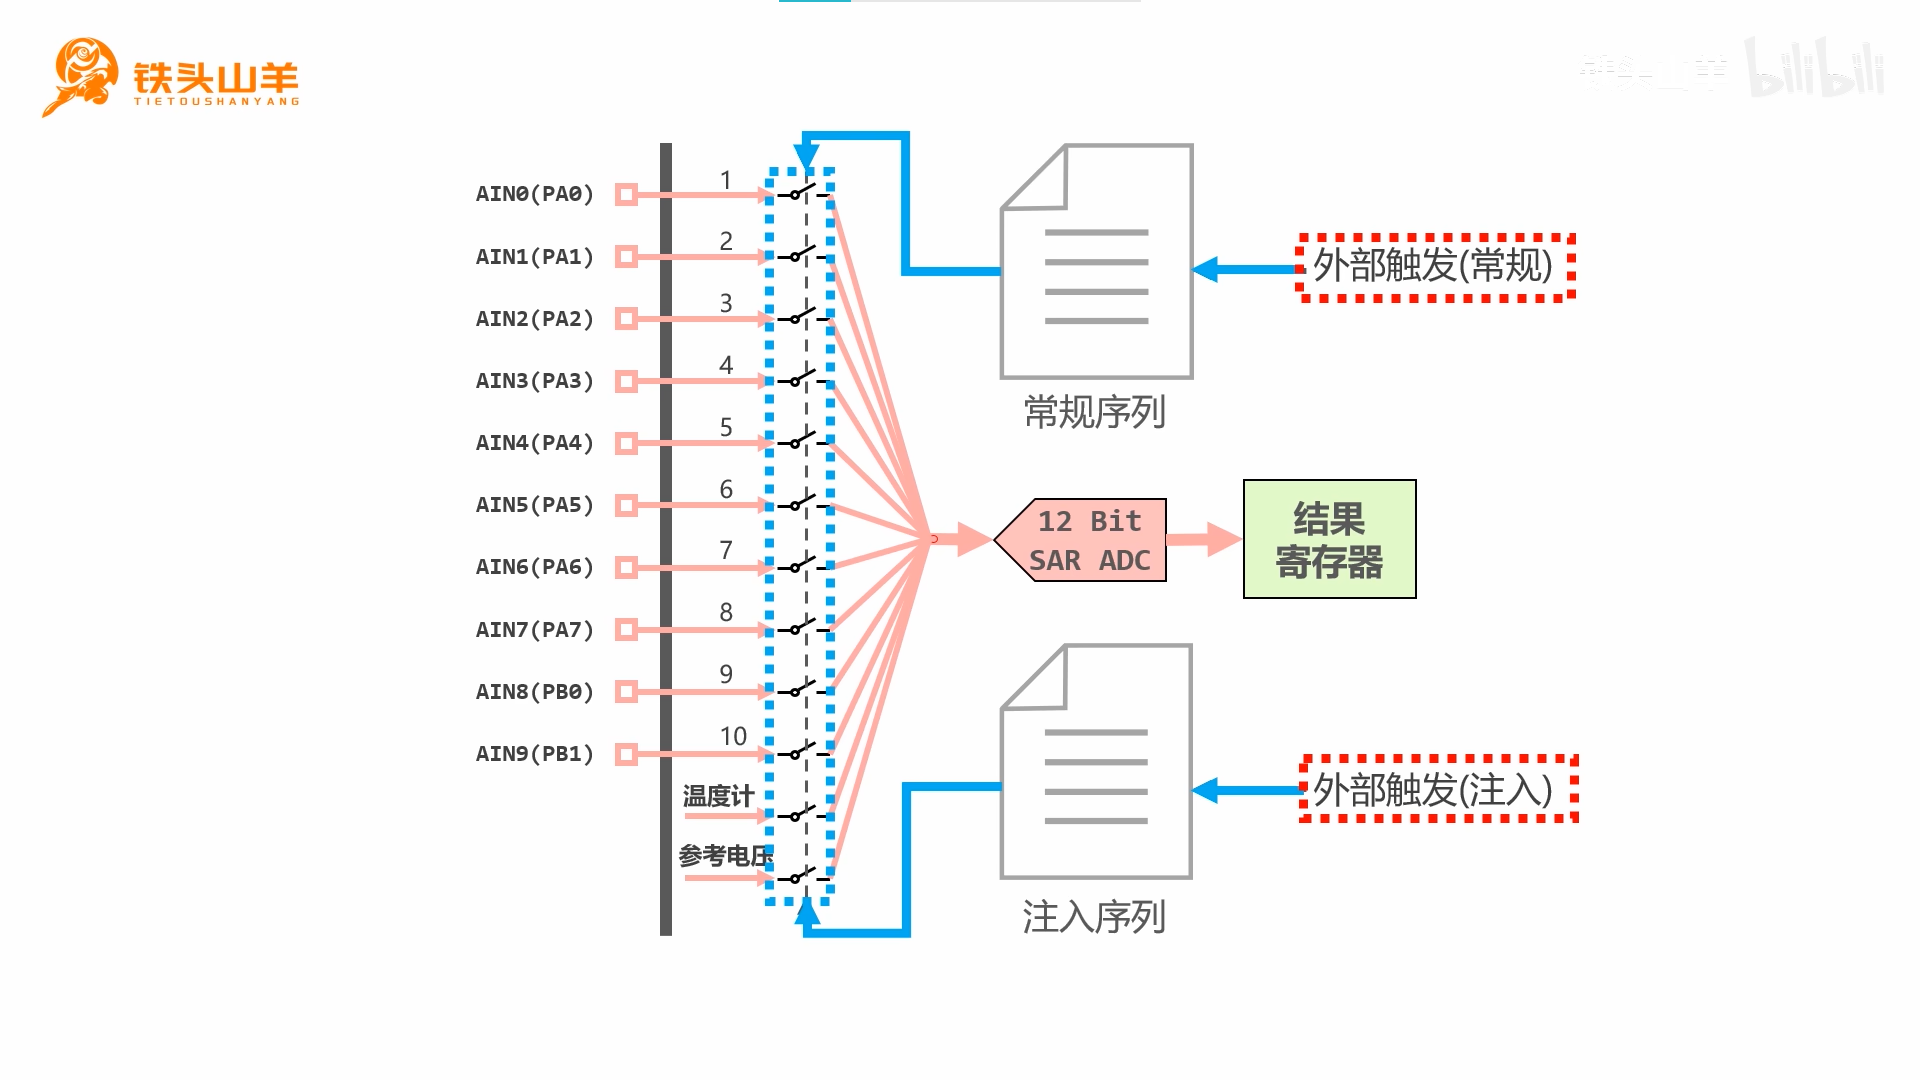 铁头山羊
TIETOUSHANYANG
铁头山羊 bilibili
AIN0(PA0) 1
AIN1(PA1) 2
AIN2(PA2) 3
AIN3(PA3) 4
AIN4(PA4) 5
AIN5(PA5) 6
AIN6(PA6) 7
AIN7(PA7) 8
AIN8(PB0) 9
AIN9(PB1) 10
温度计
参考电压
外部触发(常规)
常规序列
12 Bit
SAR ADC
结果
寄存器
外部触发(注入)
注入序列